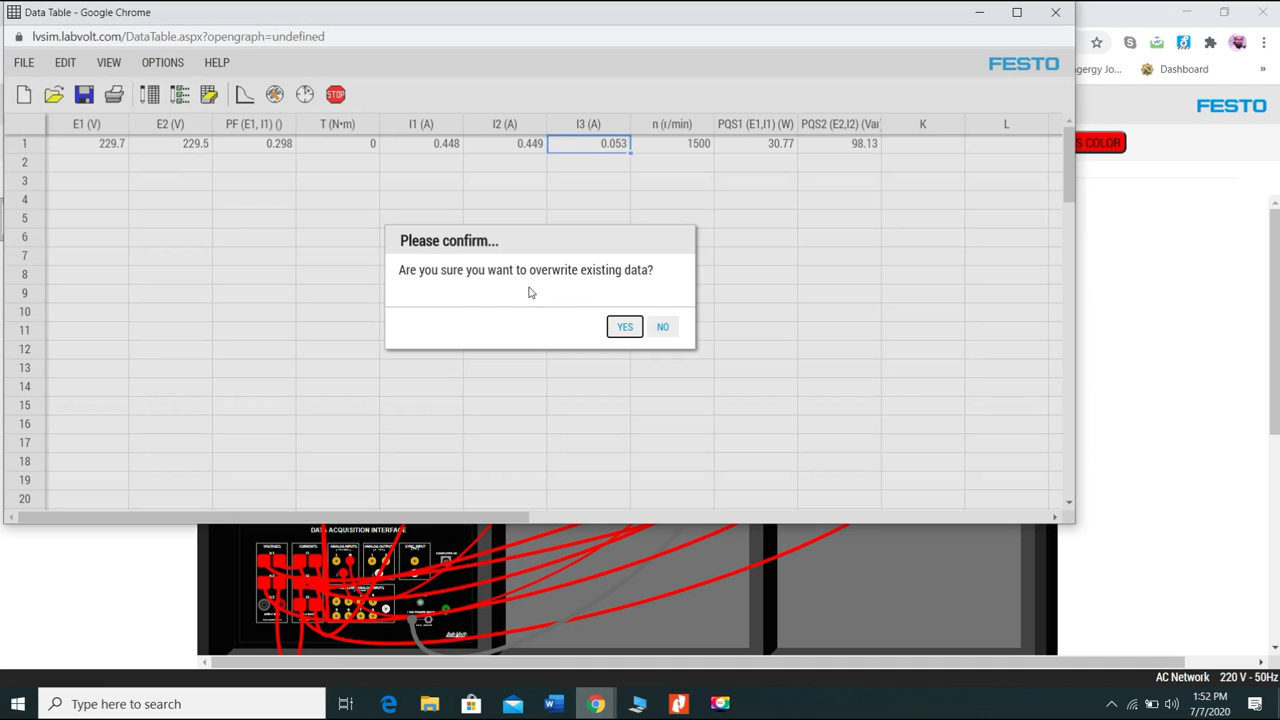 Data Table - Google Chrome
lvsim.labvolt.com/DataTable.aspx?opengraph=undefined
FILE EDIT VIEW OPTIONS HELP
FESTO
STOP
E1 (V) E2 (V) PF (E1, I1) () T (N•m) I1 (A) I2 (A) I3 (A) n (r/min) PQS1 (E1,I1) (W) PQS2 (E2,I2) (Var K L
1 229.7 229.5 0.298 0 0.448 0.449 0.053 1500 30.77 98.13
2
3
4
5
6
7
8
9
10
11
12
13
14
15
16
17
18
19
20
Please confirm...
Are you sure you want to overwrite existing data?
YES NO
Dashboard
FESTO
COLOR
DATA ACQUISITION INTERFACE
AC Network 220 V - 50Hz
Type here to search
1:52 PM
7/7/2020